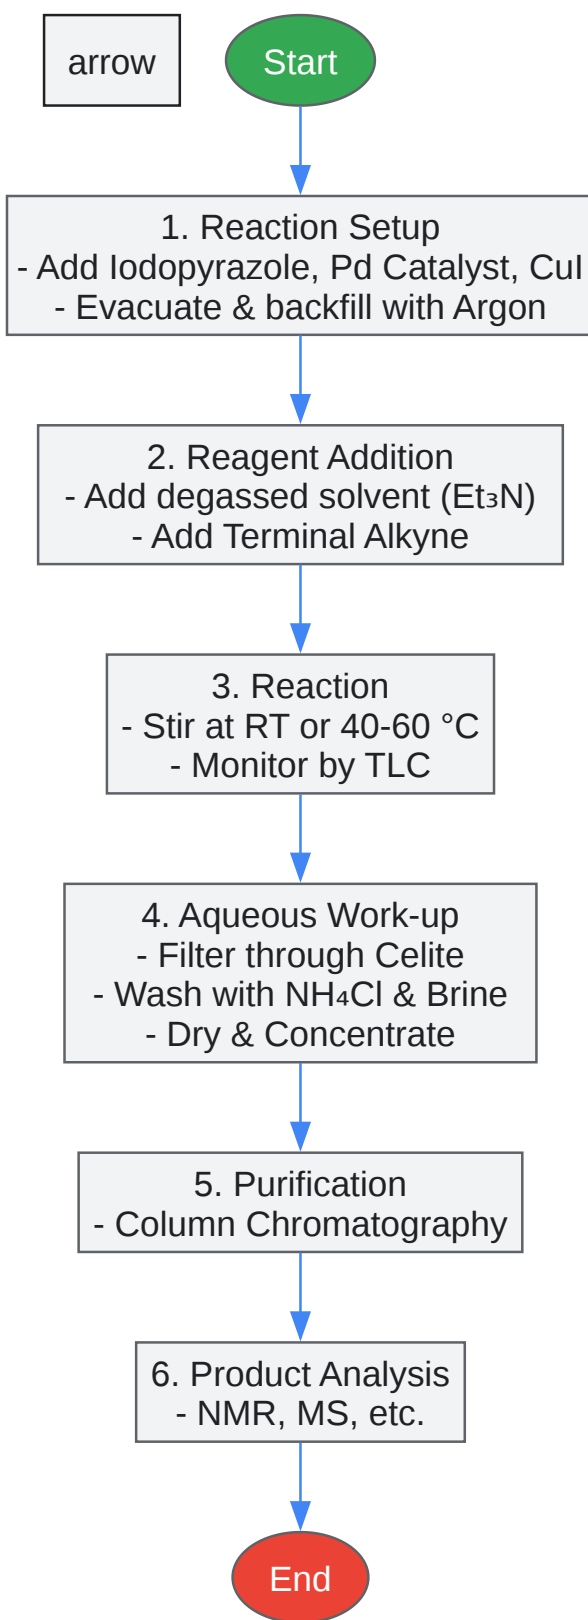 arrow
Start
1. Reaction Setup
- Add Iodopyrazole, Pd Catalyst, CuI
- Evacuate & backfill with Argon
2. Reagent Addition
- Add degassed solvent (Et₃N)
- Add Terminal Alkyne
3. Reaction
- Stir at RT or 40-60 °C
- Monitor by TLC
4. Aqueous Work-up
- Filter through Celite
- Wash with NH₄Cl & Brine
- Dry & Concentrate
5. Purification
- Column Chromatography
6. Product Analysis
- NMR, MS, etc.
End